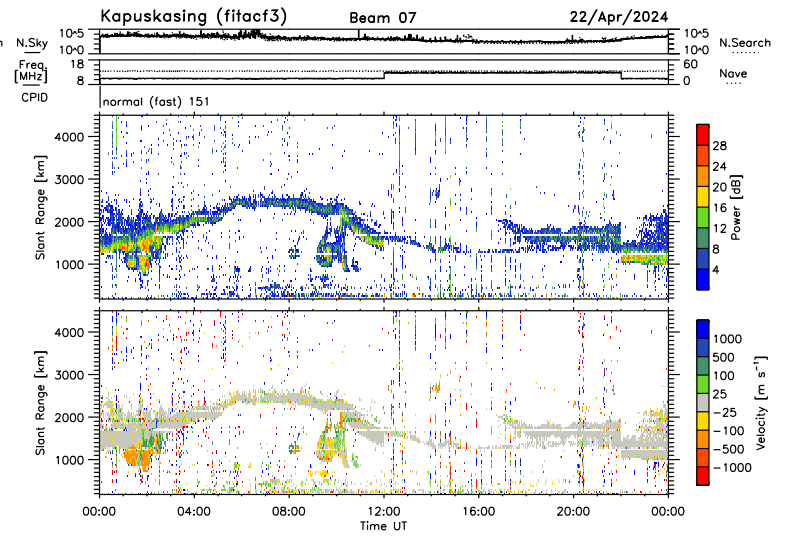 Kapuskasing (fitacf3) Beam 07 22/Apr/2024
n N.Sky 10^5 10^0 10^5 10^0 N.Search
Freq. [MHz] 18 8 60 0 Nave
CPID normal (fast) 151
Slant Range [km] 4000 3000 2000 1000
Power [dB] 28 24 20 16 12 8 4
Slant Range [km] 4000 3000 2000 1000
Velocity [m s⁻¹] 1000 500 100 25 -25 -100 -500 -1000
00:00 04:00 08:00 12:00 16:00 20:00 00:00
Time UT